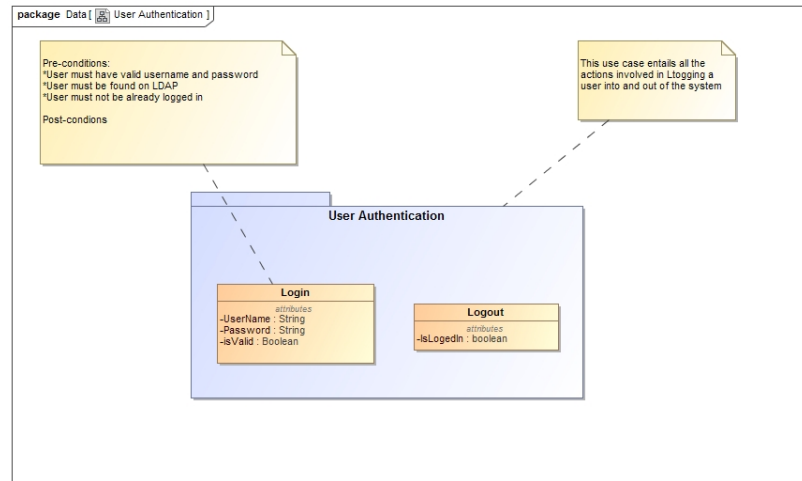 package Data [ User Authentication ]
Pre-conditions:
*User must have valid username and password
*User must be found on LDAP
*User must not be already logged in
Post-condions
This use case entails all the
actions involved in Ltogging a
user into and out of the system
User Authentication
Login
attributes
-UserName : String
-Password : String
-isValid : Boolean
Logout
attributes
-IsLogedIn : boolean